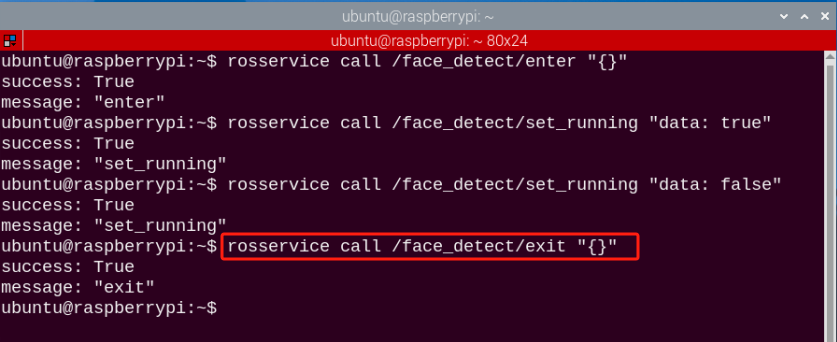 ubuntu@raspberrypi: ~
ubuntu@raspberrypi: ~ 80x24
ubuntu@raspberrypi:~$ rosservice call /face_detect/enter "{}"
success: True
message: "enter"
ubuntu@raspberrypi:~$ rosservice call /face_detect/set_running "data: true"
success: True
message: "set_running"
ubuntu@raspberrypi:~$ rosservice call /face_detect/set_running "data: false"
success: True
message: "set_running"
ubuntu@raspberrypi:~$ rosservice call /face_detect/exit "{}"
success: True
message: "exit"
ubuntu@raspberrypi:~$